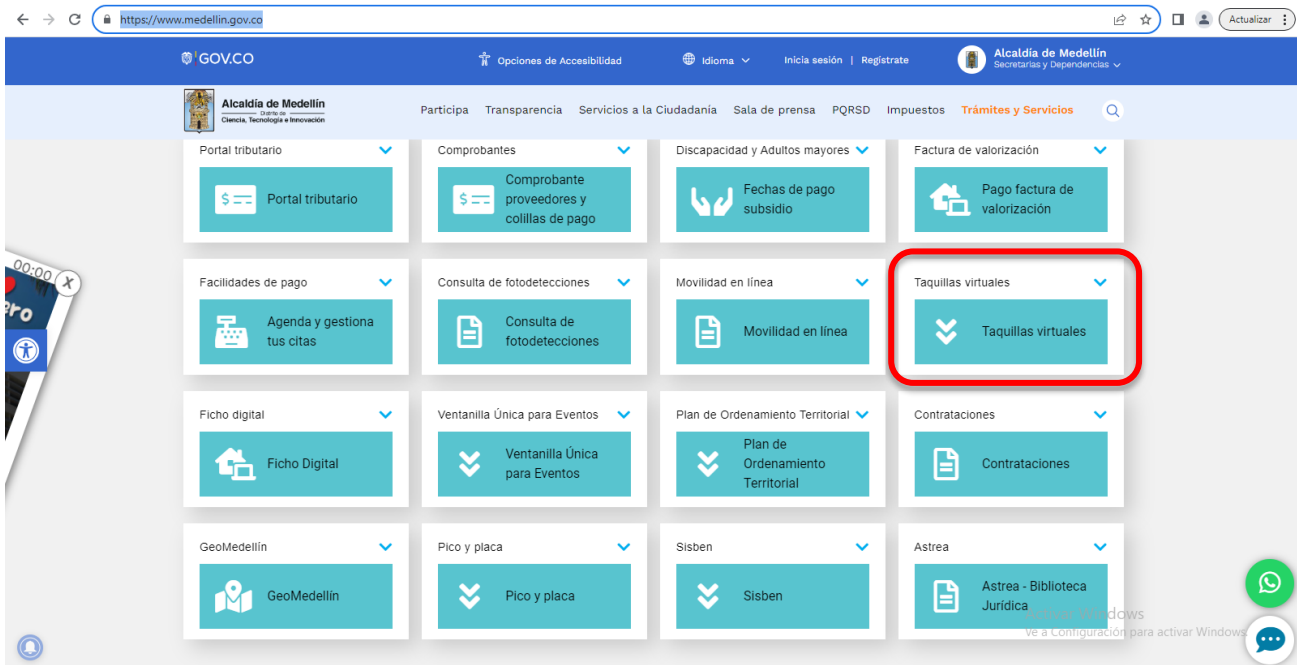 https://www.medellin.gov.co
Actualizar
GOV.CO
Opciones de Accesibilidad
Idioma
Inicia sesión | Regístrate
Alcaldía de Medellín
Secretarías y Dependencias
Alcaldía de Medellín
Distrito de
Ciencia, Tecnología e Innovación
Participa
Transparencia
Servicios a la Ciudadanía
Sala de prensa
PQRSD
Impuestos
Trámites y Servicios
Portal tributario
Comprobantes
Discapacidad y Adultos mayores
Factura de valorización
Portal tributario
Comprobante
proveedores y
colillas de pago
Fechas de pago
subsidio
Pago factura de
valorización
00:00
X
ero
Facilidades de pago
Consulta de fotodetecciones
Movilidad en línea
Taquillas virtuales
Agenda y gestiona
tus citas
Consulta de
fotodetecciones
Movilidad en línea
Taquillas virtuales
Ficho digital
Ventanilla Única para Eventos
Plan de Ordenamiento Territorial
Contrataciones
Ficho Digital
Ventanilla Única
para Eventos
Plan de
Ordenamiento
Territorial
Contrataciones
GeoMedellín
Pico y placa
Sisben
Astrea
GeoMedellín
Pico y placa
Sisben
Astrea - Biblioteca
Jurídica
Activar Windows
Ve a Configuración para activar Windows.